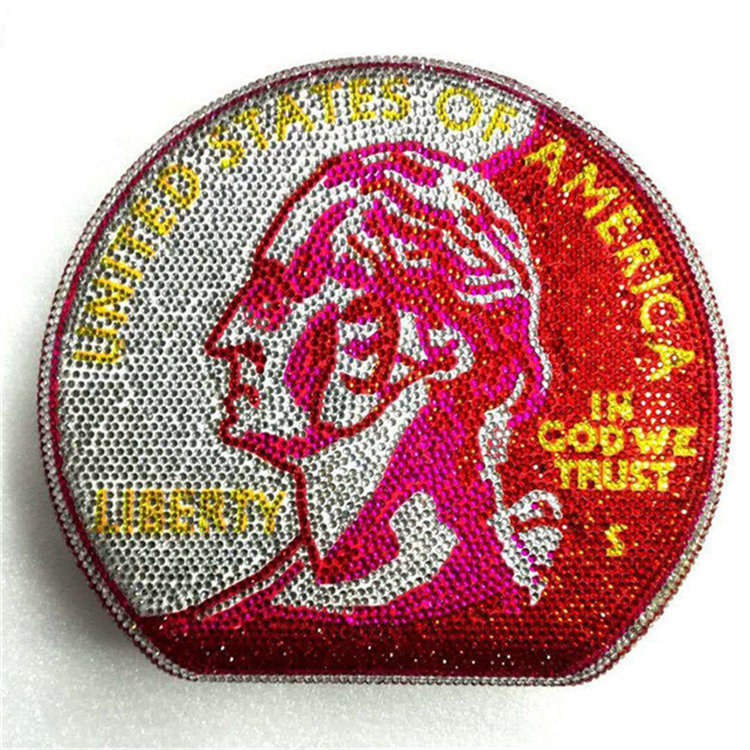 UNITED STATES OF AMERICA
LIBERTY
IN
GOD WE
TRUST
S